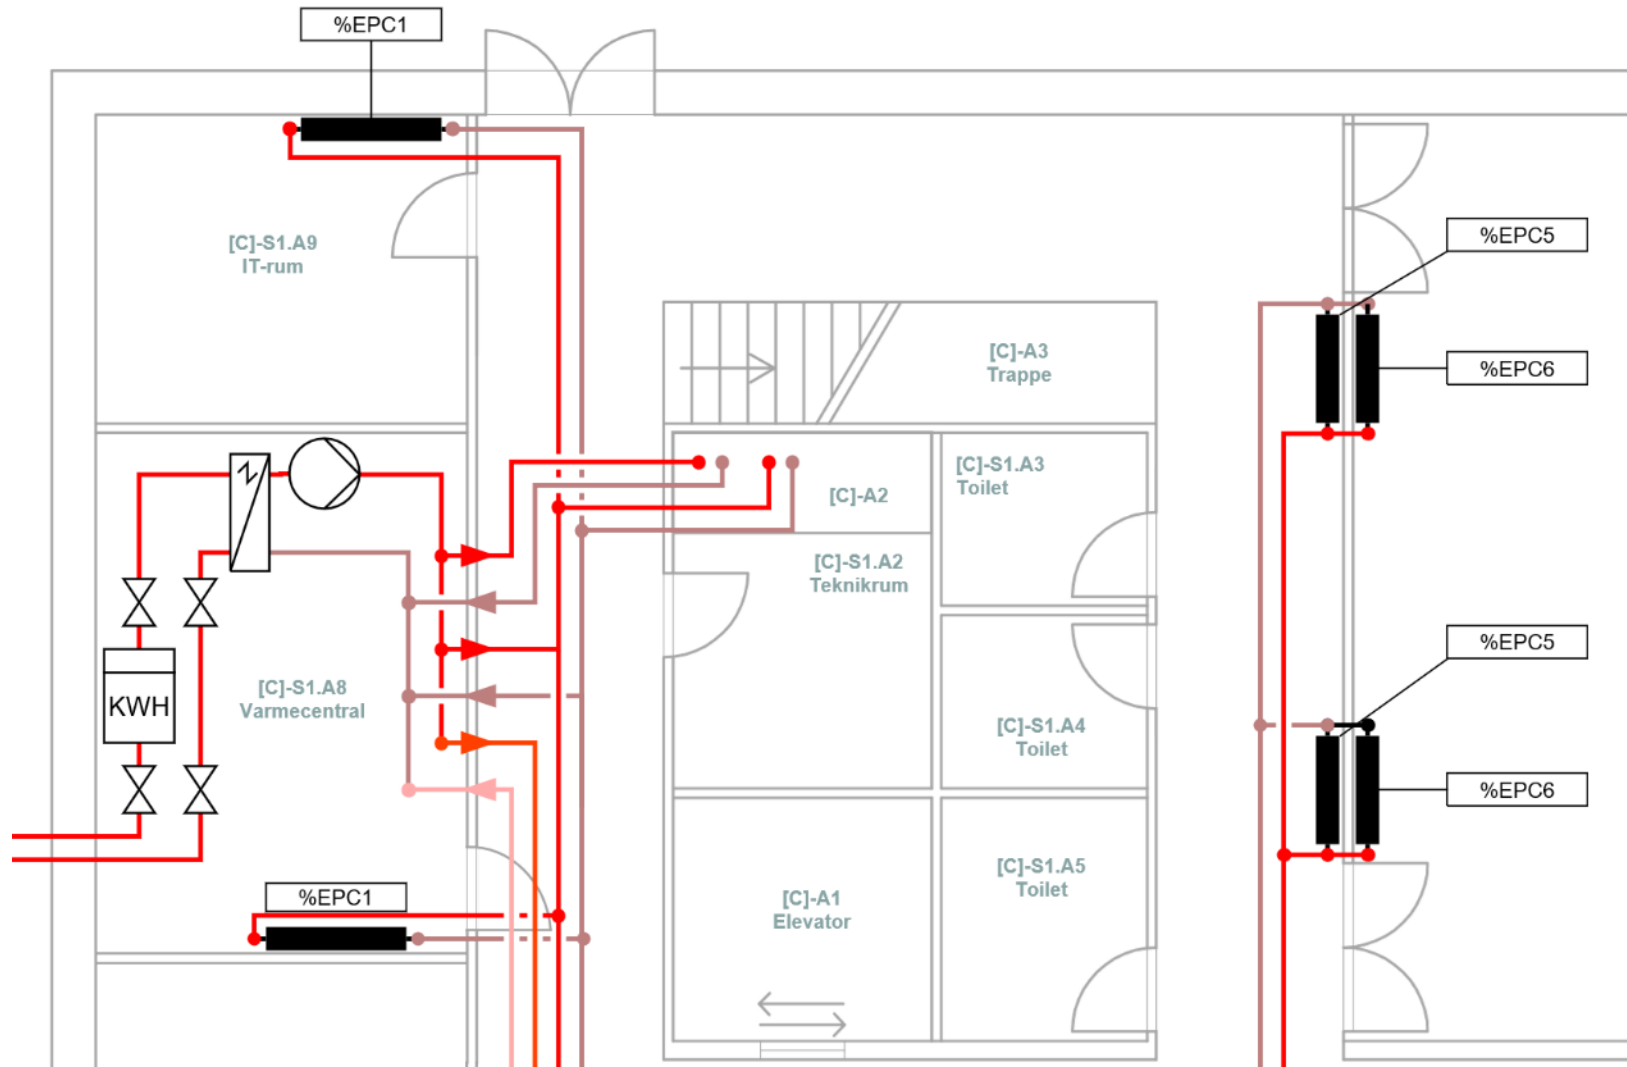 %EPC1
[C]-S1.A9
IT-rum
%EPC5
%EPC6
[C]-A3
Trappe
[C]-S1.A3
Toilet
[C]-A2
[C]-S1.A2
Teknikrum
KWH
[C]-S1.A8
Varmecentral
[C]-S1.A4
Toilet
%EPC5
%EPC6
%EPC1
[C]-A1
Elevator
[C]-S1.A5
Toilet